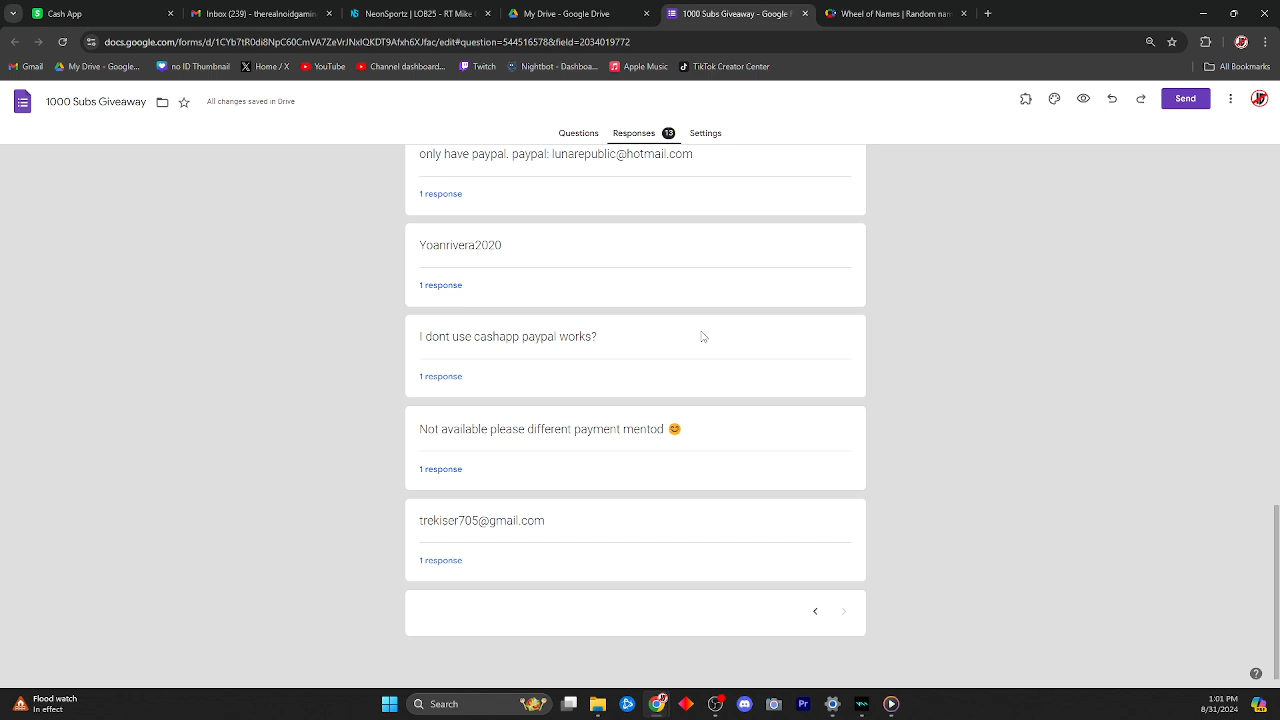 Cash App
Inbox (239) - therealnoidgaming
NeonSportz | LOB25 - RT Mike
My Drive - Google Drive
1000 Subs Giveaway - Google F
Wheel of Names | Random nam
docs.google.com/forms/d/1CYb7tR0di8NpC60CmVA7ZeVrJNxlQKDT9Afxh6XJfac/edit#question=544516578&field=2034019772
Gmail
My Drive - Google...
no ID Thumbnail
Home / X
YouTube
Channel dashboard...
Twitch
Nightbot - Dashboa...
Apple Music
TikTok Creator Center
All Bookmarks
1000 Subs Giveaway
All changes saved in Drive
Send
Questions
Responses 13
Settings
only have paypal. paypal: lunarepublic@hotmail.com
1 response
Yoanrivera2020
1 response
I dont use cashapp paypal works?
1 response
Not available please different payment mentod 😊
1 response
trekiser705@gmail.com
1 response
Flood watch
In effect
Search
1:01 PM
8/31/2024